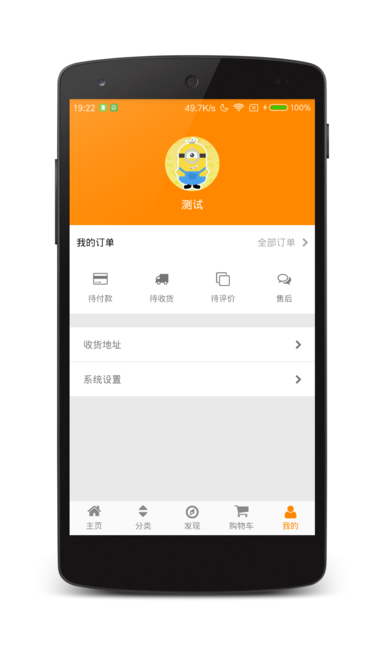 19:22 49.7K/s 100%
测试
我的订单 全部订单
待付款 待收货 待评价 售后
收货地址
系统设置
主页 分类 发现 购物车 我的